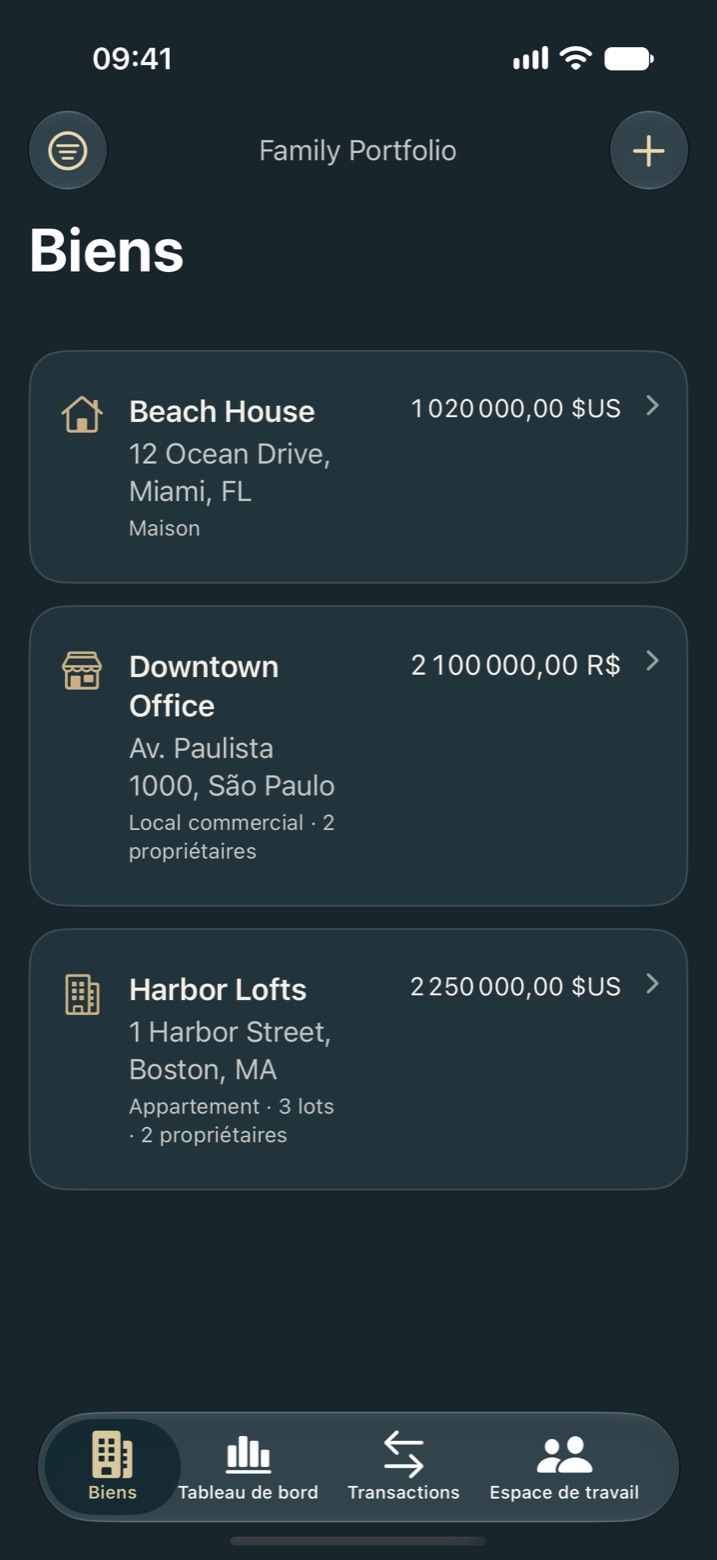 09:41
Family Portfolio
Biens
Beach House
1 020 000,00 $US
12 Ocean Drive,
Miami, FL
Maison
Downtown
2 100 000,00 R$
Office
Av. Paulista
1000, São Paulo
Local commercial · 2
propriétaires
Harbor Lofts
2 250 000,00 $US
1 Harbor Street,
Boston, MA
Appartement · 3 lots
· 2 propriétaires
Biens
Tableau de bord
Transactions
Espace de travail